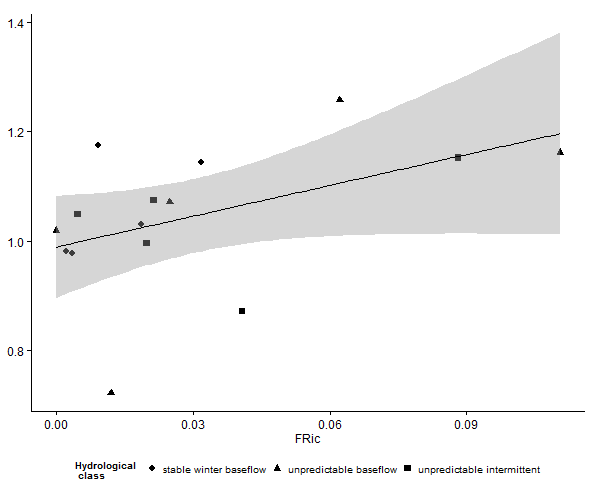 1.4
1.2
1.0
0.8
0.00 0.03 0.06 0.09
FRic
Hydrological
class
stable winter baseflow unpredictable baseflow unpredictable intermittent